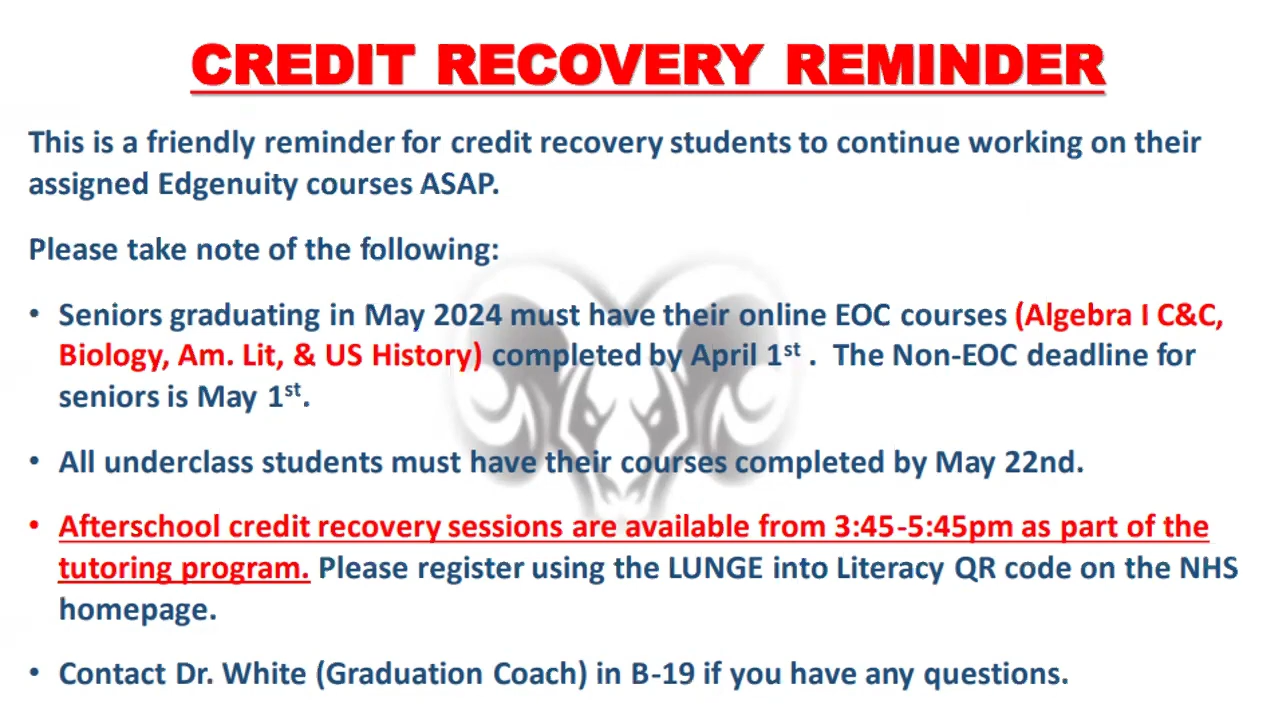 CREDIT RECOVERY REMINDER
This is a friendly reminder for credit recovery students to continue working on their
assigned Edgenuity courses ASAP.
Please take note of the following:
• Seniors graduating in May 2024 must have their online EOC courses (Algebra I C&C,
Biology, Am. Lit, & US History) completed by April 1st . The Non-EOC deadline for
seniors is May 1st.
• All underclass students must have their courses completed by May 22nd.
• Afterschool credit recovery sessions are available from 3:45-5:45pm as part of the
tutoring program. Please register using the LUNGE into Literacy QR code on the NHS
homepage.
• Contact Dr. White (Graduation Coach) in B-19 if you have any questions.